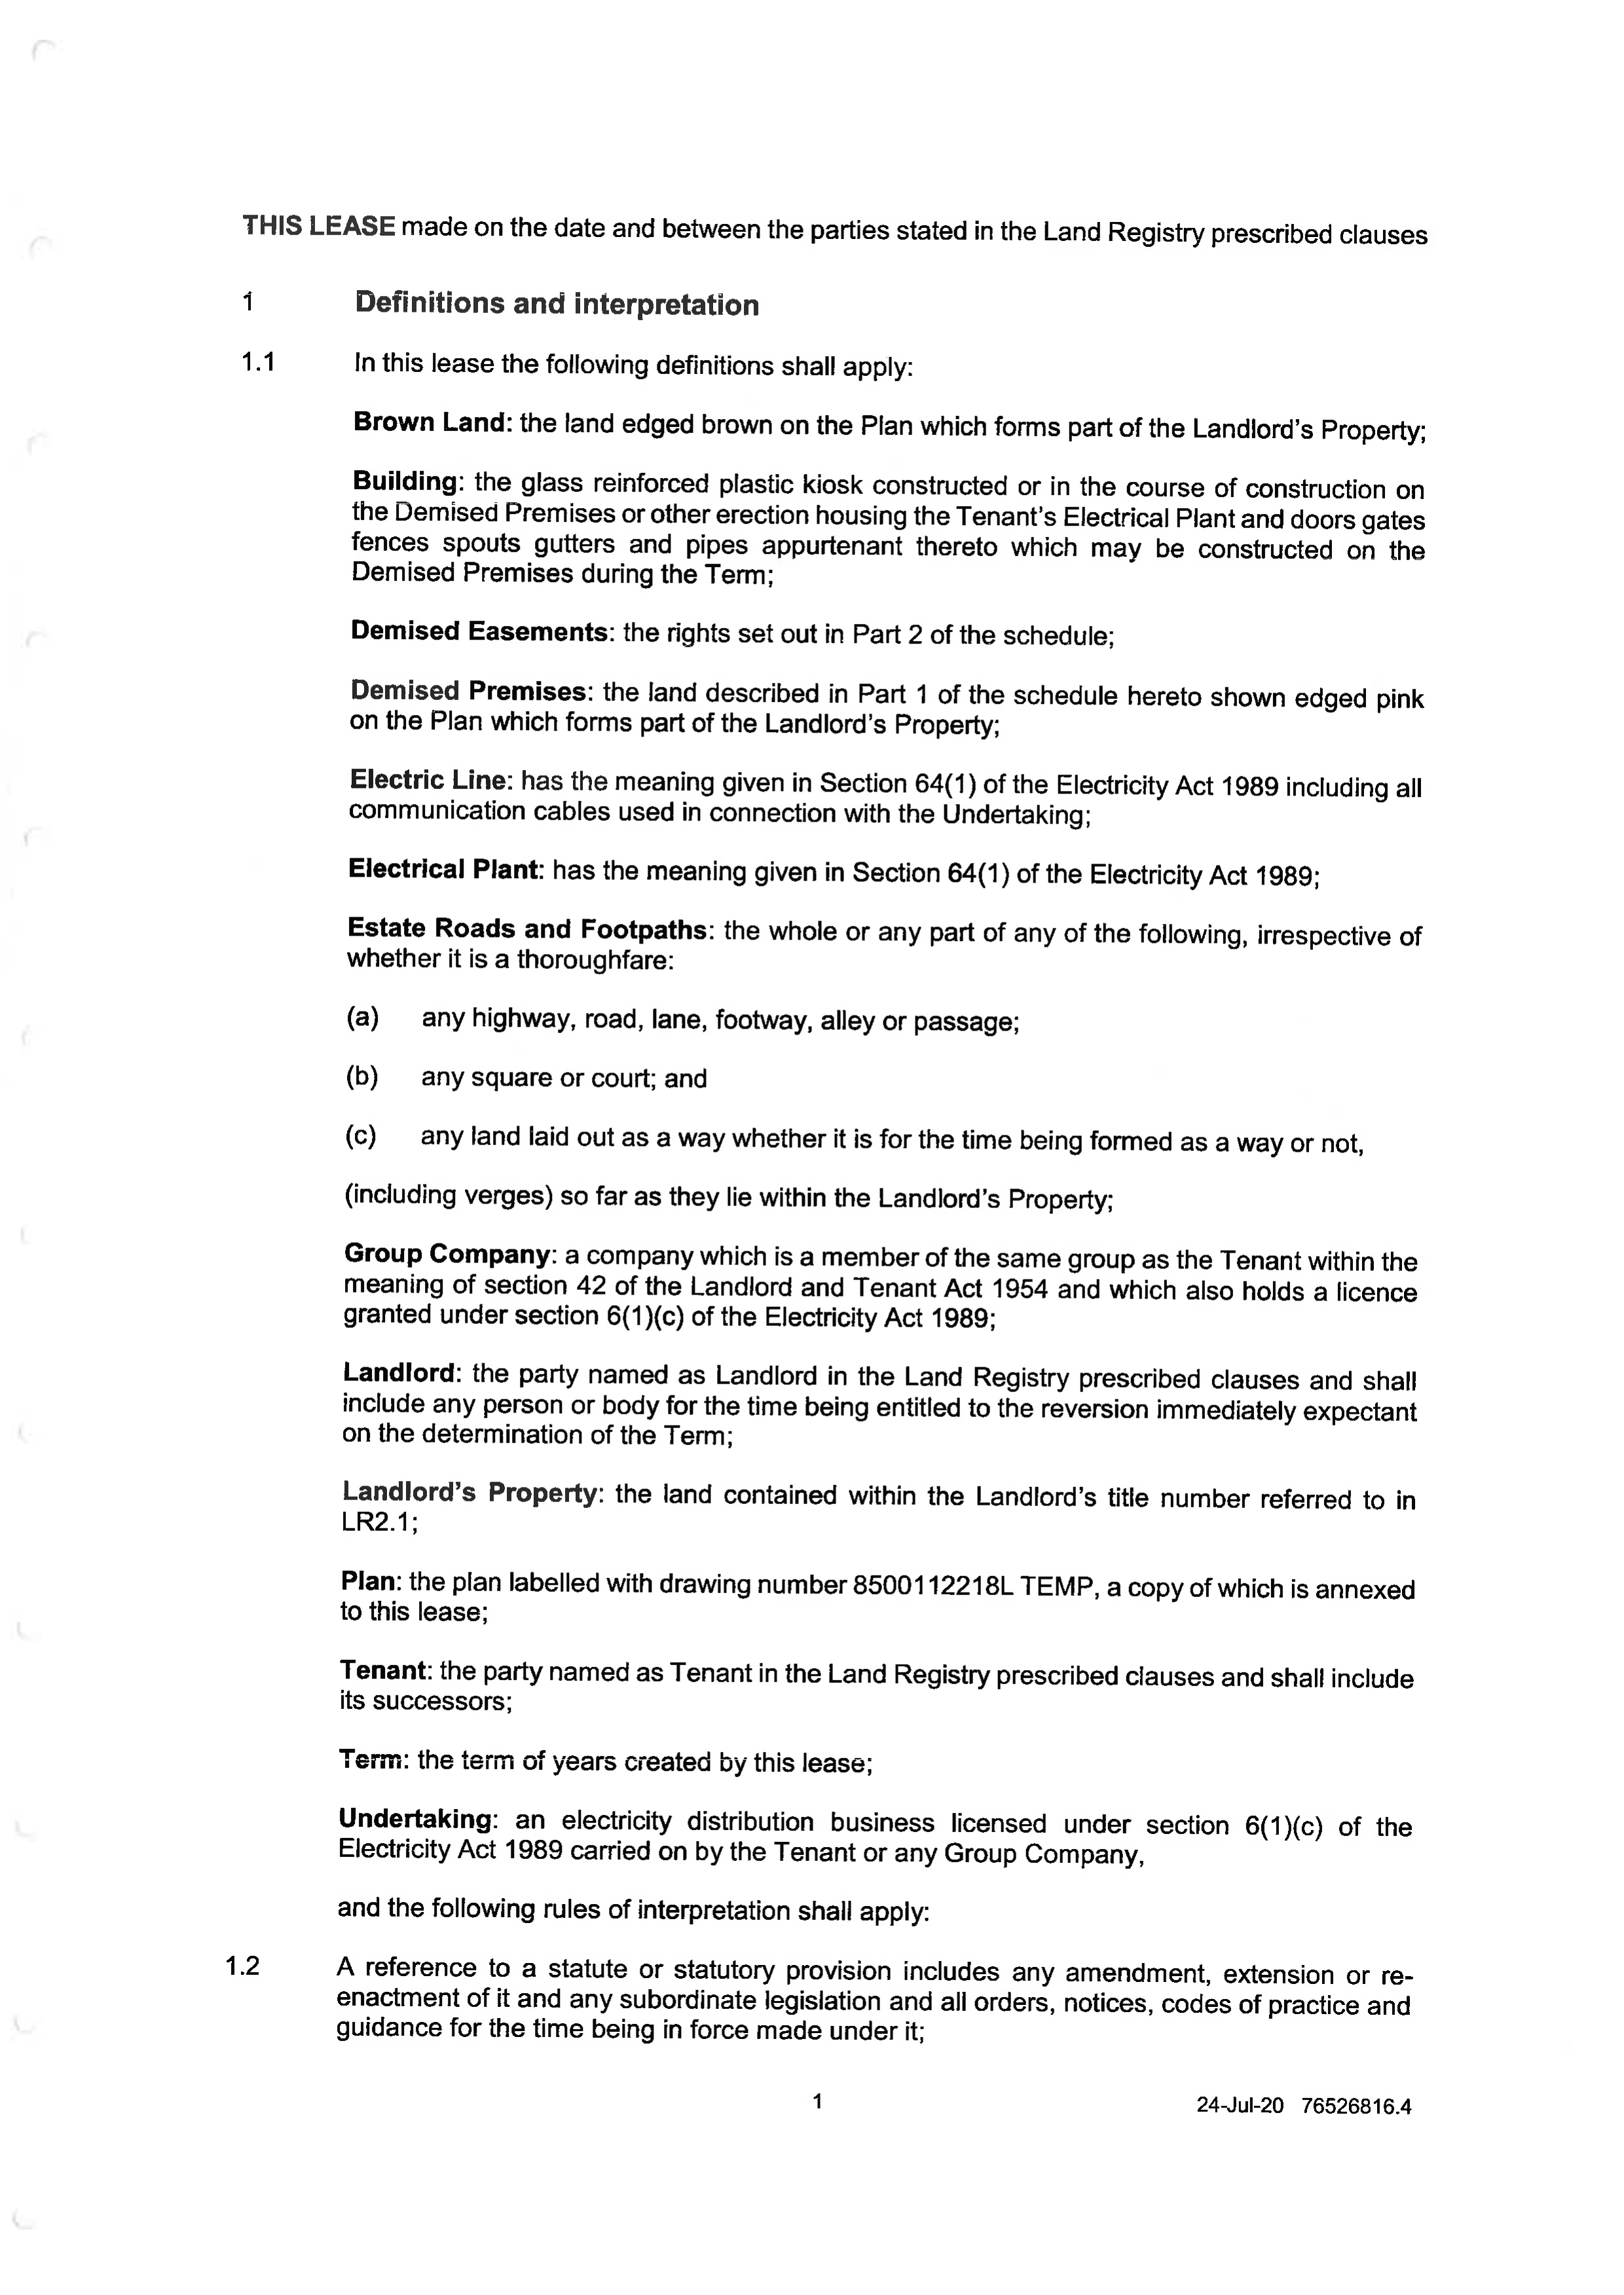 THIS LEASE made on the date and between the parties stated in the Land Registry prescribed clauses
1 Definitions and interpretation
1.1 In this lease the following definitions shall apply:
Brown Land: the land edged brown on the Plan which forms part of the Landlord's Property;
Building: the glass reinforced plastic kiosk constructed or in the course of construction on
the Demised Premises or other erection housing the Tenant's Electrical Plant and doors gates
fences spouts gutters and pipes appurtenant thereto which may be constructed on the
Demised Premises during the Term;
Demised Easements: the rights set out in Part 2 of the schedule;
Demised Premises: the land described in Part 1 of the schedule hereto shown edged pink
on the Plan which forms part of the Landlord's Property;
Electric Line: has the meaning given in Section 64(1) of the Electricity Act 1989 including all
communication cables used in connection with the Undertaking;
Electrical Plant: has the meaning given in Section 64(1) of the Electricity Act 1989;
Estate Roads and Footpaths: the whole or any part of any of the following, irrespective of
whether it is a thoroughfare:
(a) any highway, road, lane, footway, alley or passage;
(b) any square or court; and
(c) any land laid out as a way whether it is for the time being formed as a way or not,
(including verges) so far as they lie within the Landlord's Property;
Group Company: a company which is a member of the same group as the Tenant within the
meaning of section 42 of the Landlord and Tenant Act 1954 and which also holds a licence
granted under section 6(1)(c) of the Electricity Act 1989;
Landlord: the party named as Landlord in the Land Registry prescribed clauses and shall
include any person or body for the time being entitled to the reversion immediately expectant
on the determination of the Term;
Landlord's Property: the land contained within the Landlord's title number referred to in
LR2.1;
Plan: the plan labelled with drawing number 8500112218L TEMP, a copy of which is annexed
to this lease;
Tenant: the party named as Tenant in the Land Registry prescribed clauses and shall include
its successors;
Term: the term of years created by this lease;
Undertaking: an electricity distribution business licensed under section 6(1)(c) of the
Electricity Act 1989 carried on by the Tenant or any Group Company,
and the following rules of interpretation shall apply:
1.2 A reference to a statute or statutory provision includes any amendment, extension or re-
enactment of it and any subordinate legislation and all orders, notices, codes of practice and
guidance for the time being in force made under it;
1 24-Jul-20 76526816.4